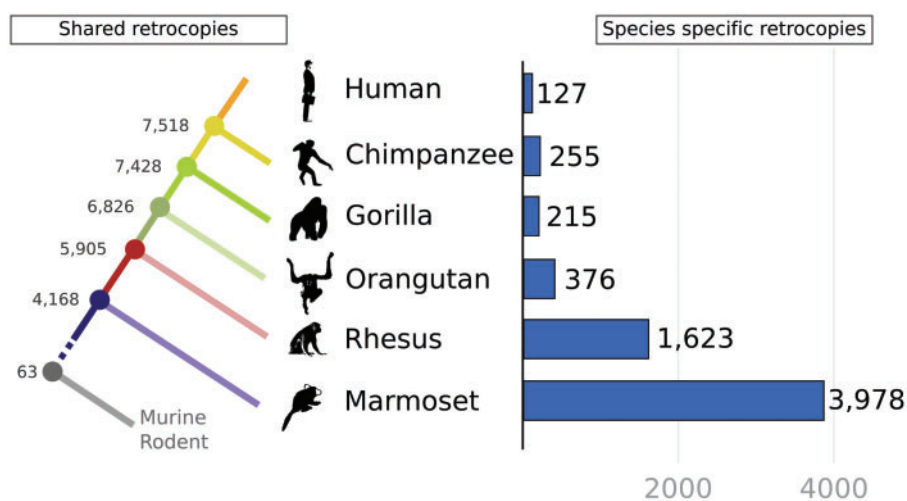 Shared retrocopies
Species specific retrocopies
Human
127
7,518
Chimpanzee
255
7,428
Gorilla
215
6,826
Orangutan
376
5,905
Rhesus
1,623
4,168
Marmoset
3,978
63
Murine
Rodent
2000
4000